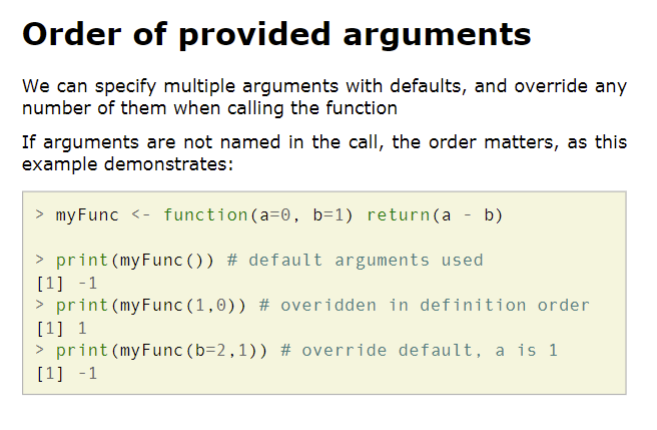 Order of provided arguments
We can specify multiple arguments with defaults, and override any
number of them when calling the function
If arguments are not named in the call, the order matters, as this
example demonstrates:
> myFunc <- function(a=0, b=1) return(a - b)
> print(myFunc()) # default arguments used
[1] -1
> print(myFunc(1,0)) # overidden in definition order
[1] 1
> print(myFunc(b=2,1)) # override default, a is 1
[1] -1